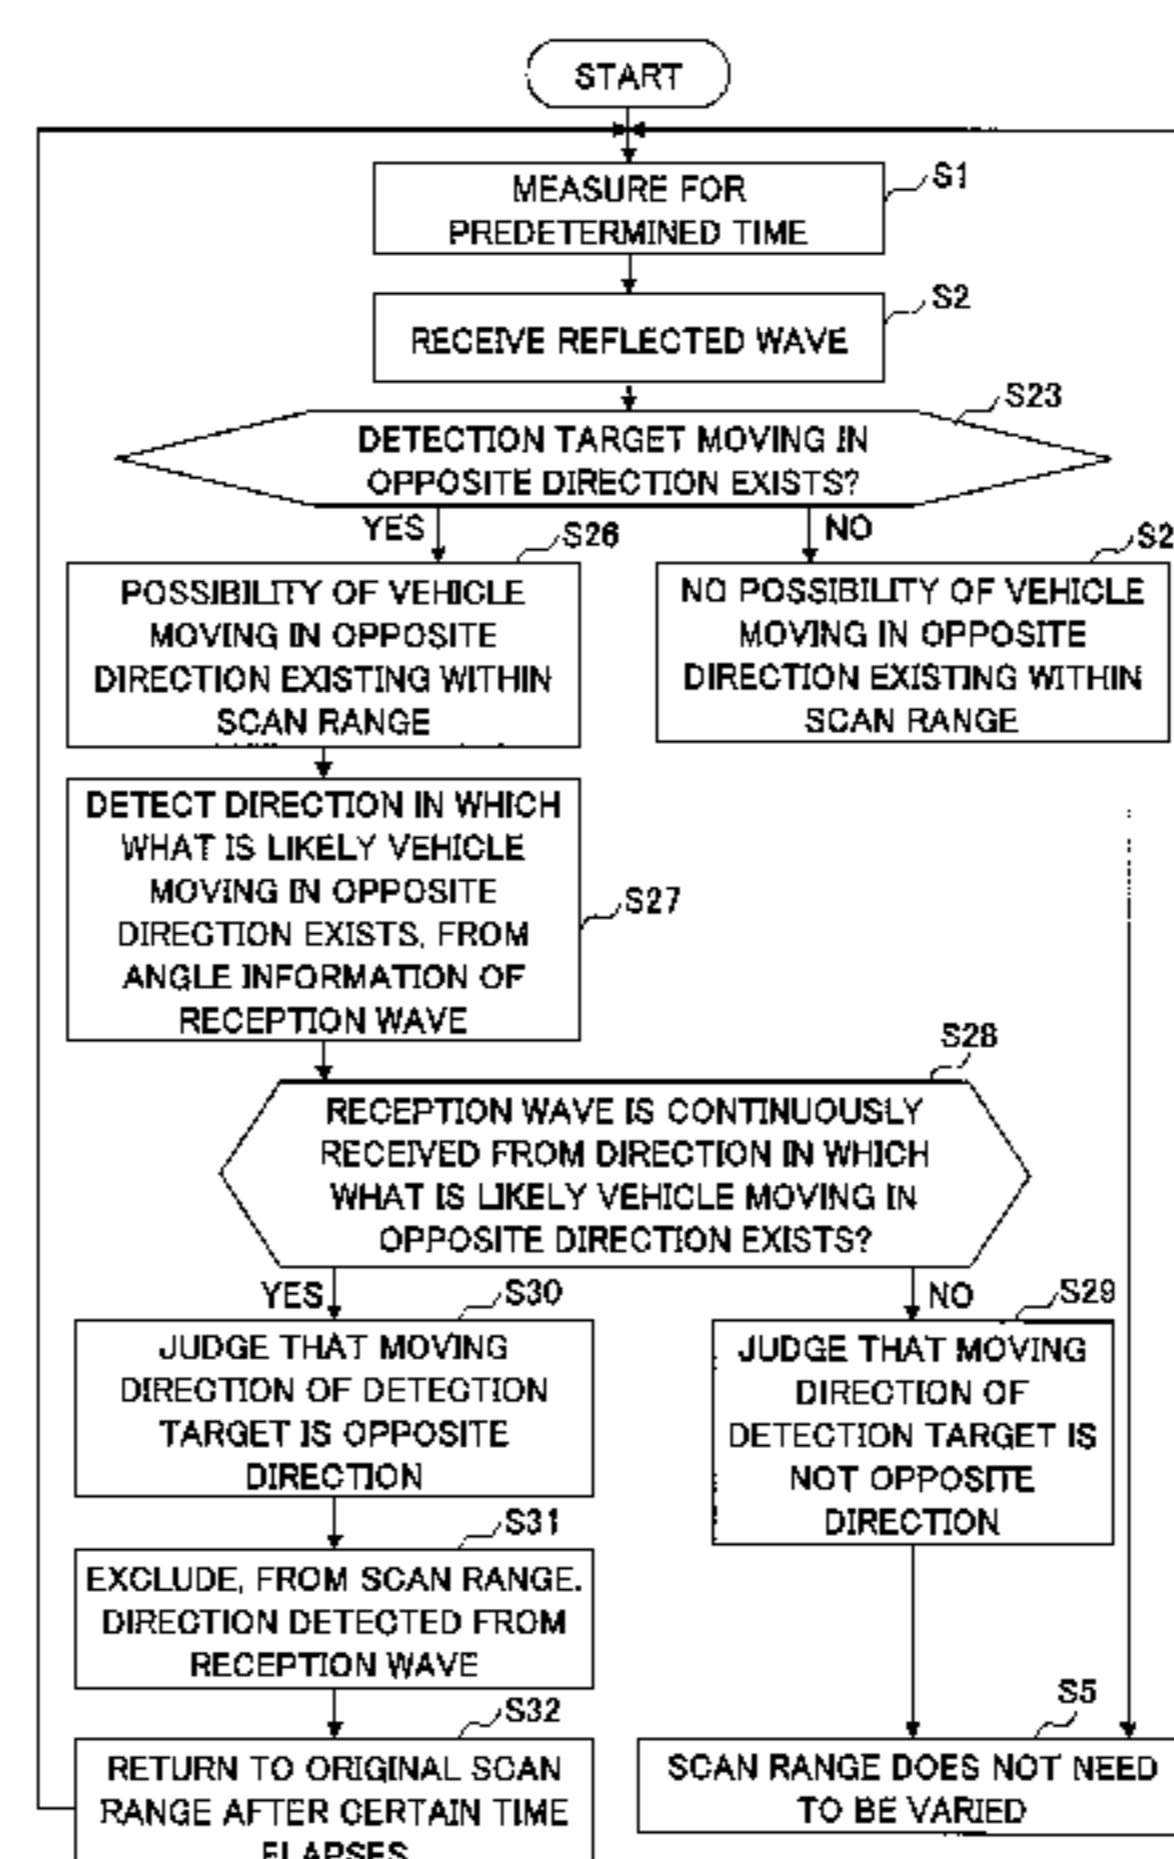 START
S1
MEASURE FOR
PREDETERMINED TIME
S2
RECEIVE REFLECTED WAVE
S23
DETECTION TARGET MOVING IN
OPPOSITE DIRECTION EXISTS?
YES
NO
S26
POSSIBILITY OF VEHICLE
MOVING IN OPPOSITE
DIRECTION EXISTING WITHIN
SCAN RANGE
NO POSSIBILITY OF VEHICLE
MOVING IN OPPOSITE
DIRECTION EXISTING WITHIN
SCAN RANGE
S27
DETECT DIRECTION IN WHICH
WHAT IS LIKELY VEHICLE
MOVING IN OPPOSITE
DIRECTION EXISTS, FROM
ANGLE INFORMATION OF
RECEPTION WAVE
S28
RECEPTION WAVE IS CONTINUOUSLY
RECEIVED FROM DIRECTION IN WHICH
WHAT IS LIKELY VEHICLE MOVING IN
OPPOSITE DIRECTION EXISTS?
YES
NO
S30
JUDGE THAT MOVING
DIRECTION OF DETECTION
TARGET IS OPPOSITE
DIRECTION
S29
JUDGE THAT MOVING
DIRECTION OF
DETECTION TARGET IS
NOT OPPOSITE
DIRECTION
S31
EXCLUDE, FROM SCAN RANGE.
DIRECTION DETECTED FROM
RECEPTION WAVE
S32
RETURN TO ORIGINAL SCAN
RANGE AFTER CERTAIN TIME
ELAPSES
S5
SCAN RANGE DOES NOT NEED
TO BE VARIED